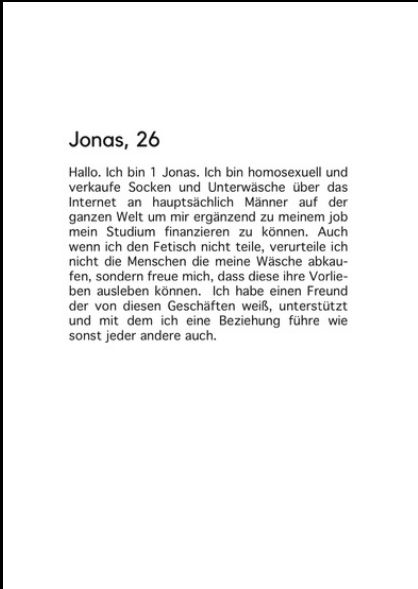 Jonas, 26
Hallo. Ich bin 1 Jonas. Ich bin homosexuell und
verkaufe Socken und Unterwäsche über das
Internet an hauptsächlich Männer auf der
ganzen Welt um mir ergänzend zu meinem job
mein Studium finanzieren zu können. Auch
wenn ich den Fetisch nicht teile, verurteile ich
nicht die Menschen die meine Wäsche abkau-
fen, sondern freue mich, dass diese ihre Vorlie-
ben ausleben können. Ich habe einen Freund
der von diesen Geschäften weiß, unterstützt
und mit dem ich eine Beziehung führe wie
sonst jeder andere auch.